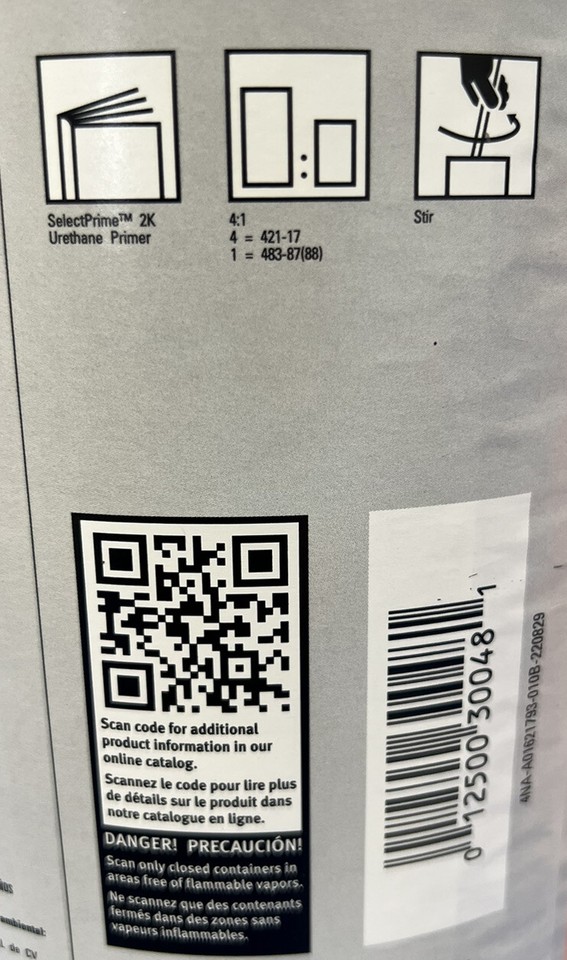 SelectPrime™ 2K
Urethane Primer
4:1
4 = 421-17
1 = 483-87(88)
Stir
Scan code for additional
product information in our
online catalog.
Scannez le code pour lire plus
de détails sur le produit dans
notre catalogue en ligne.
DANGER! PRECAUCIÓN!
Scan only closed containers in
areas free of flammable vapors.
Ne scannez que des contenants
fermés dans des zones sans
vapeurs inflammables.
0 12500 30048 1
4NA-A01621793-010B-220829
ambiental:
de CV